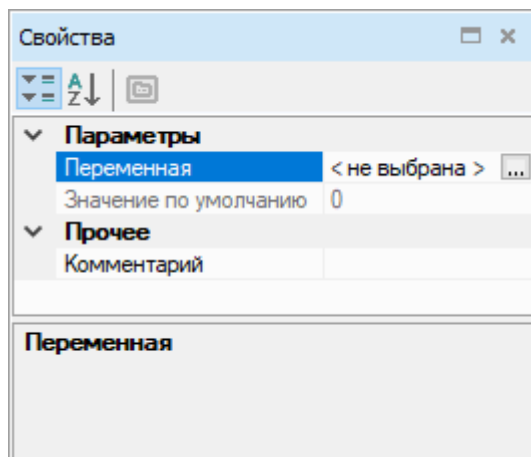 Свойства
A
Z
Параметры
Переменная < не выбрана > ...
Значение по умолчанию 0
Прочее
Комментарий
Переменная